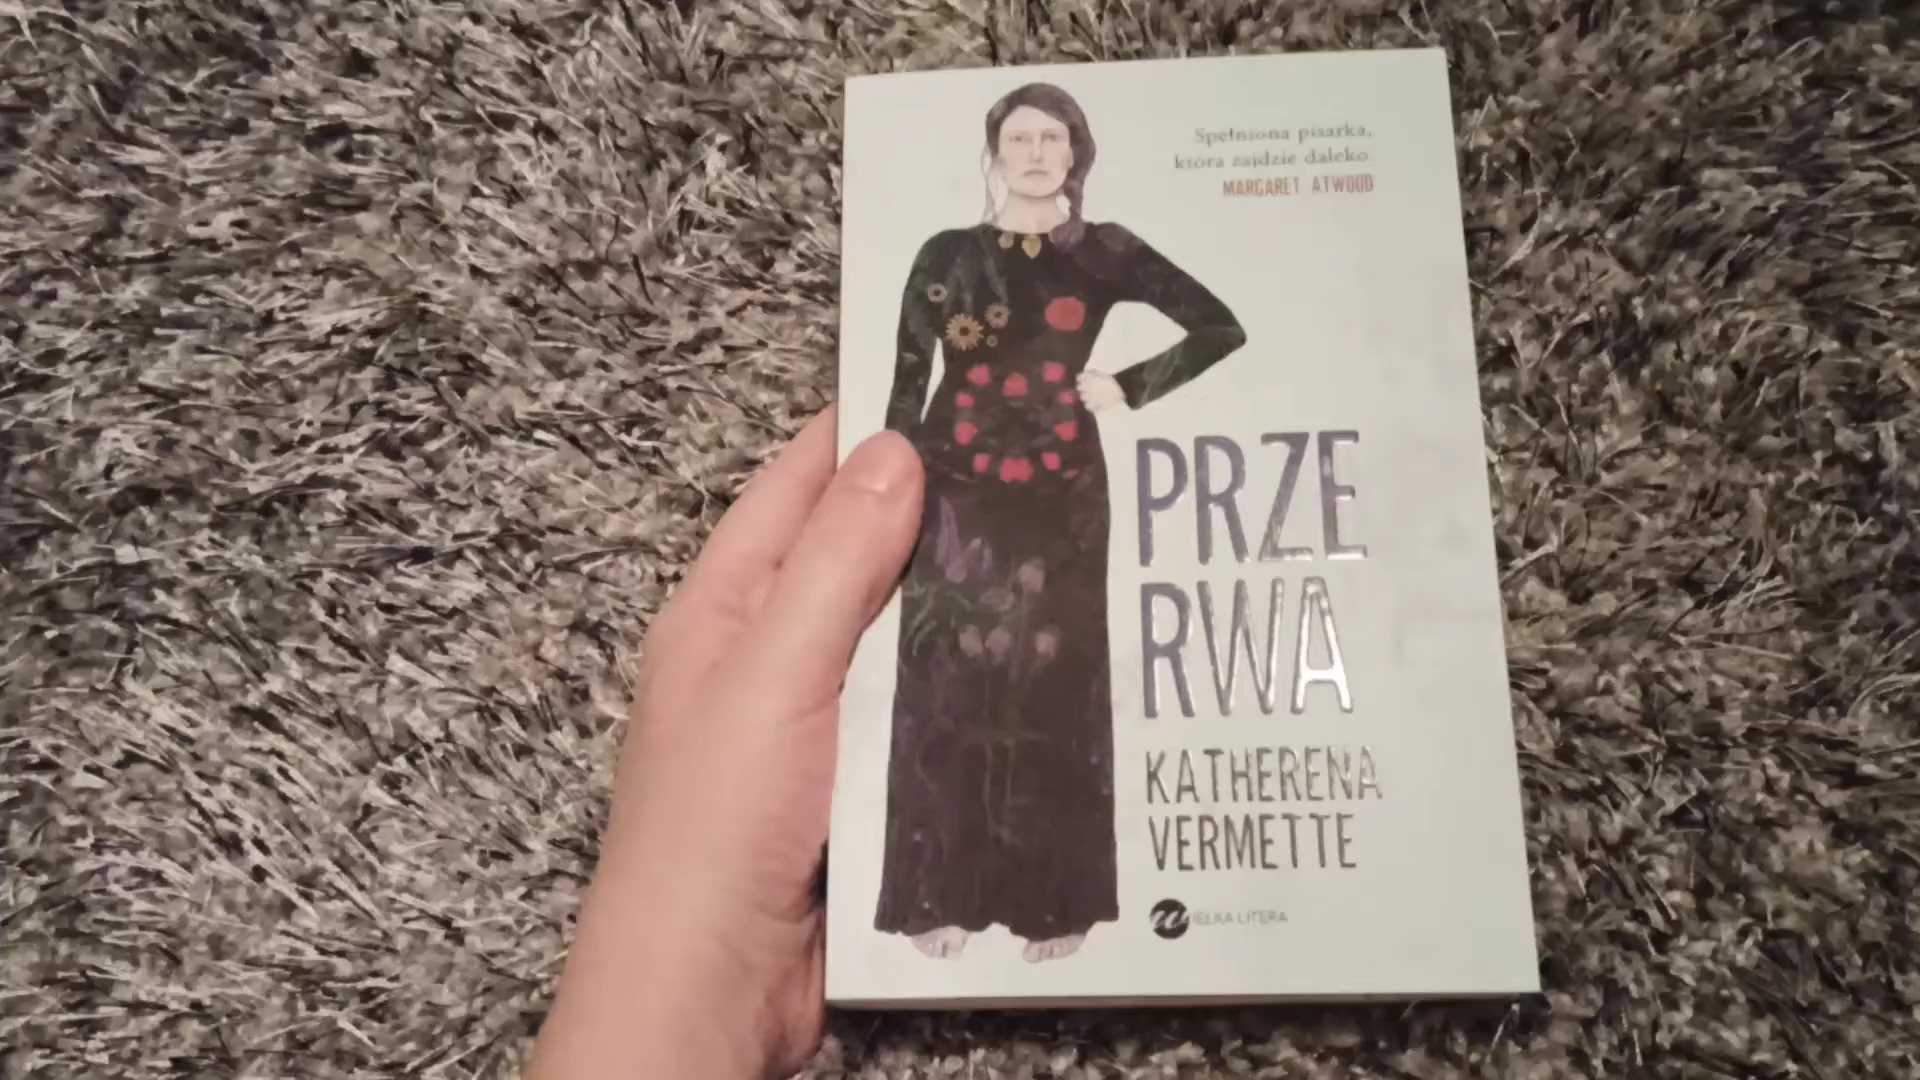 Spełniona pisarka,
która zajdzie daleko.
MARGARET ATWOOD
PRZE
RWA
KATHERENA
VERMETTE
WIELKA LITERA